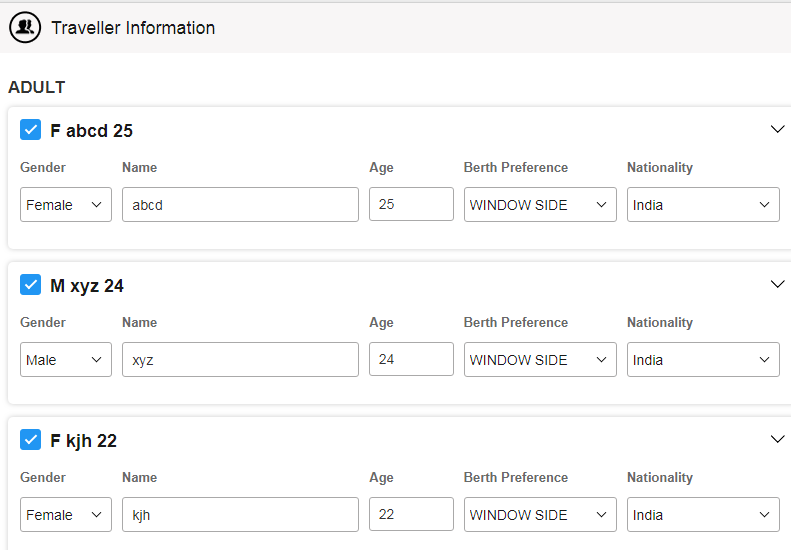 Traveller Information
ADULT
F abcd 25
Gender Name Age Berth Preference Nationality
Female abcd 25 WINDOW SIDE India
M xyz 24
Gender Name Age Berth Preference Nationality
Male xyz 24 WINDOW SIDE India
F kjh 22
Gender Name Age Berth Preference Nationality
Female kjh 22 WINDOW SIDE India